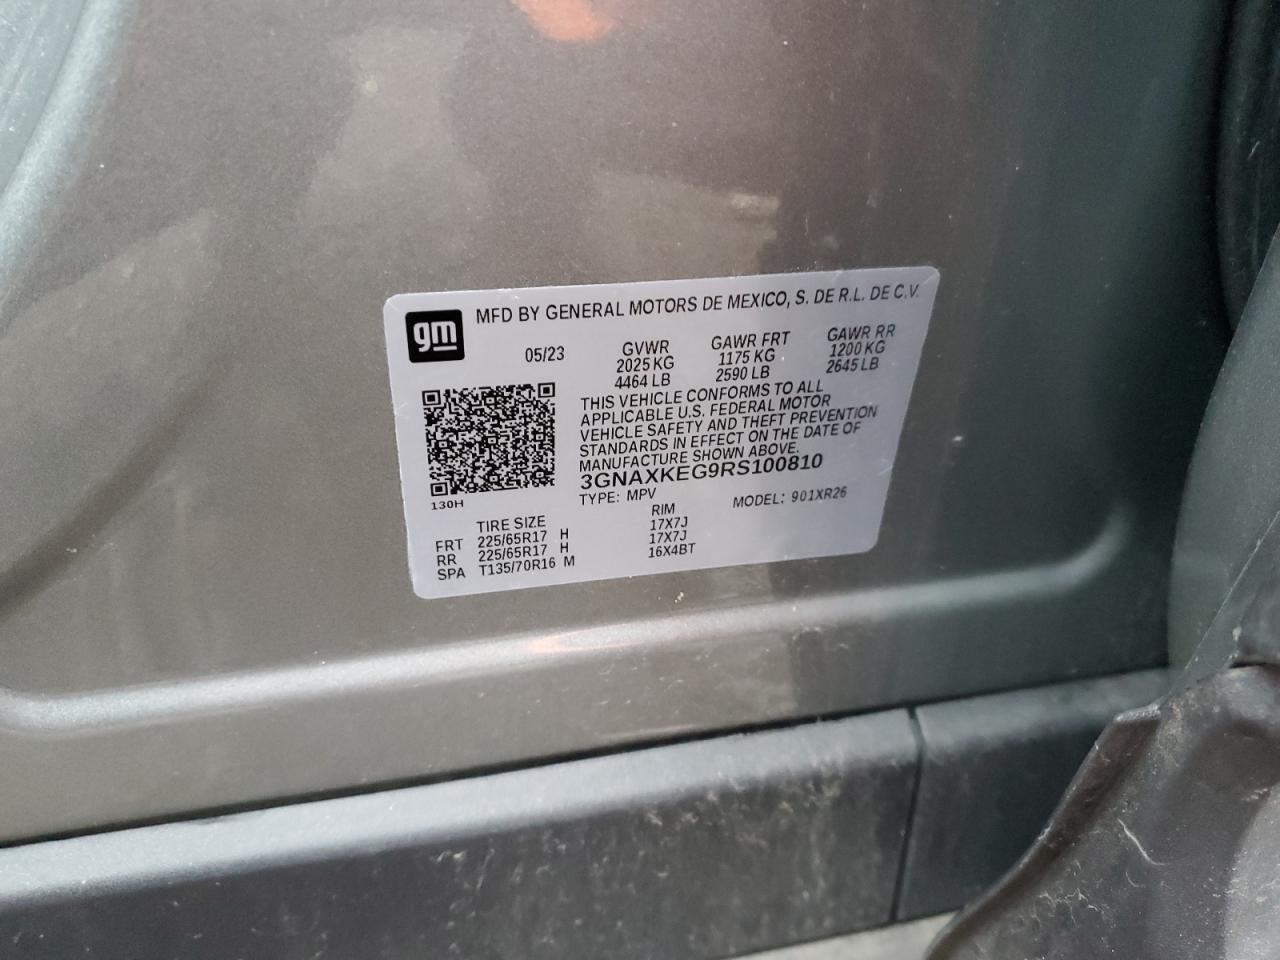 MFD BY GENERAL MOTORS DE MEXICO, S. DE R.L. DE C.V.
gm
05/23
GVWR GAWR FRT GAWR RR
2025 KG 1175 KG 1200 KG
4464 LB 2590 LB 2645 LB
THIS VEHICLE CONFORMS TO ALL
APPLICABLE U.S. FEDERAL MOTOR
VEHICLE SAFETY AND THEFT PREVENTION
STANDARDS IN EFFECT ON THE DATE OF
MANUFACTURE SHOWN ABOVE.
3GNAXKEG9RS100810
130H
TYPE: MPV MODEL: 901XR26
TIRE SIZE RIM
FRT 225/65R17 H 17X7J
RR 225/65R17 H 17X7J
SPA T135/70R16 M 16X4BT